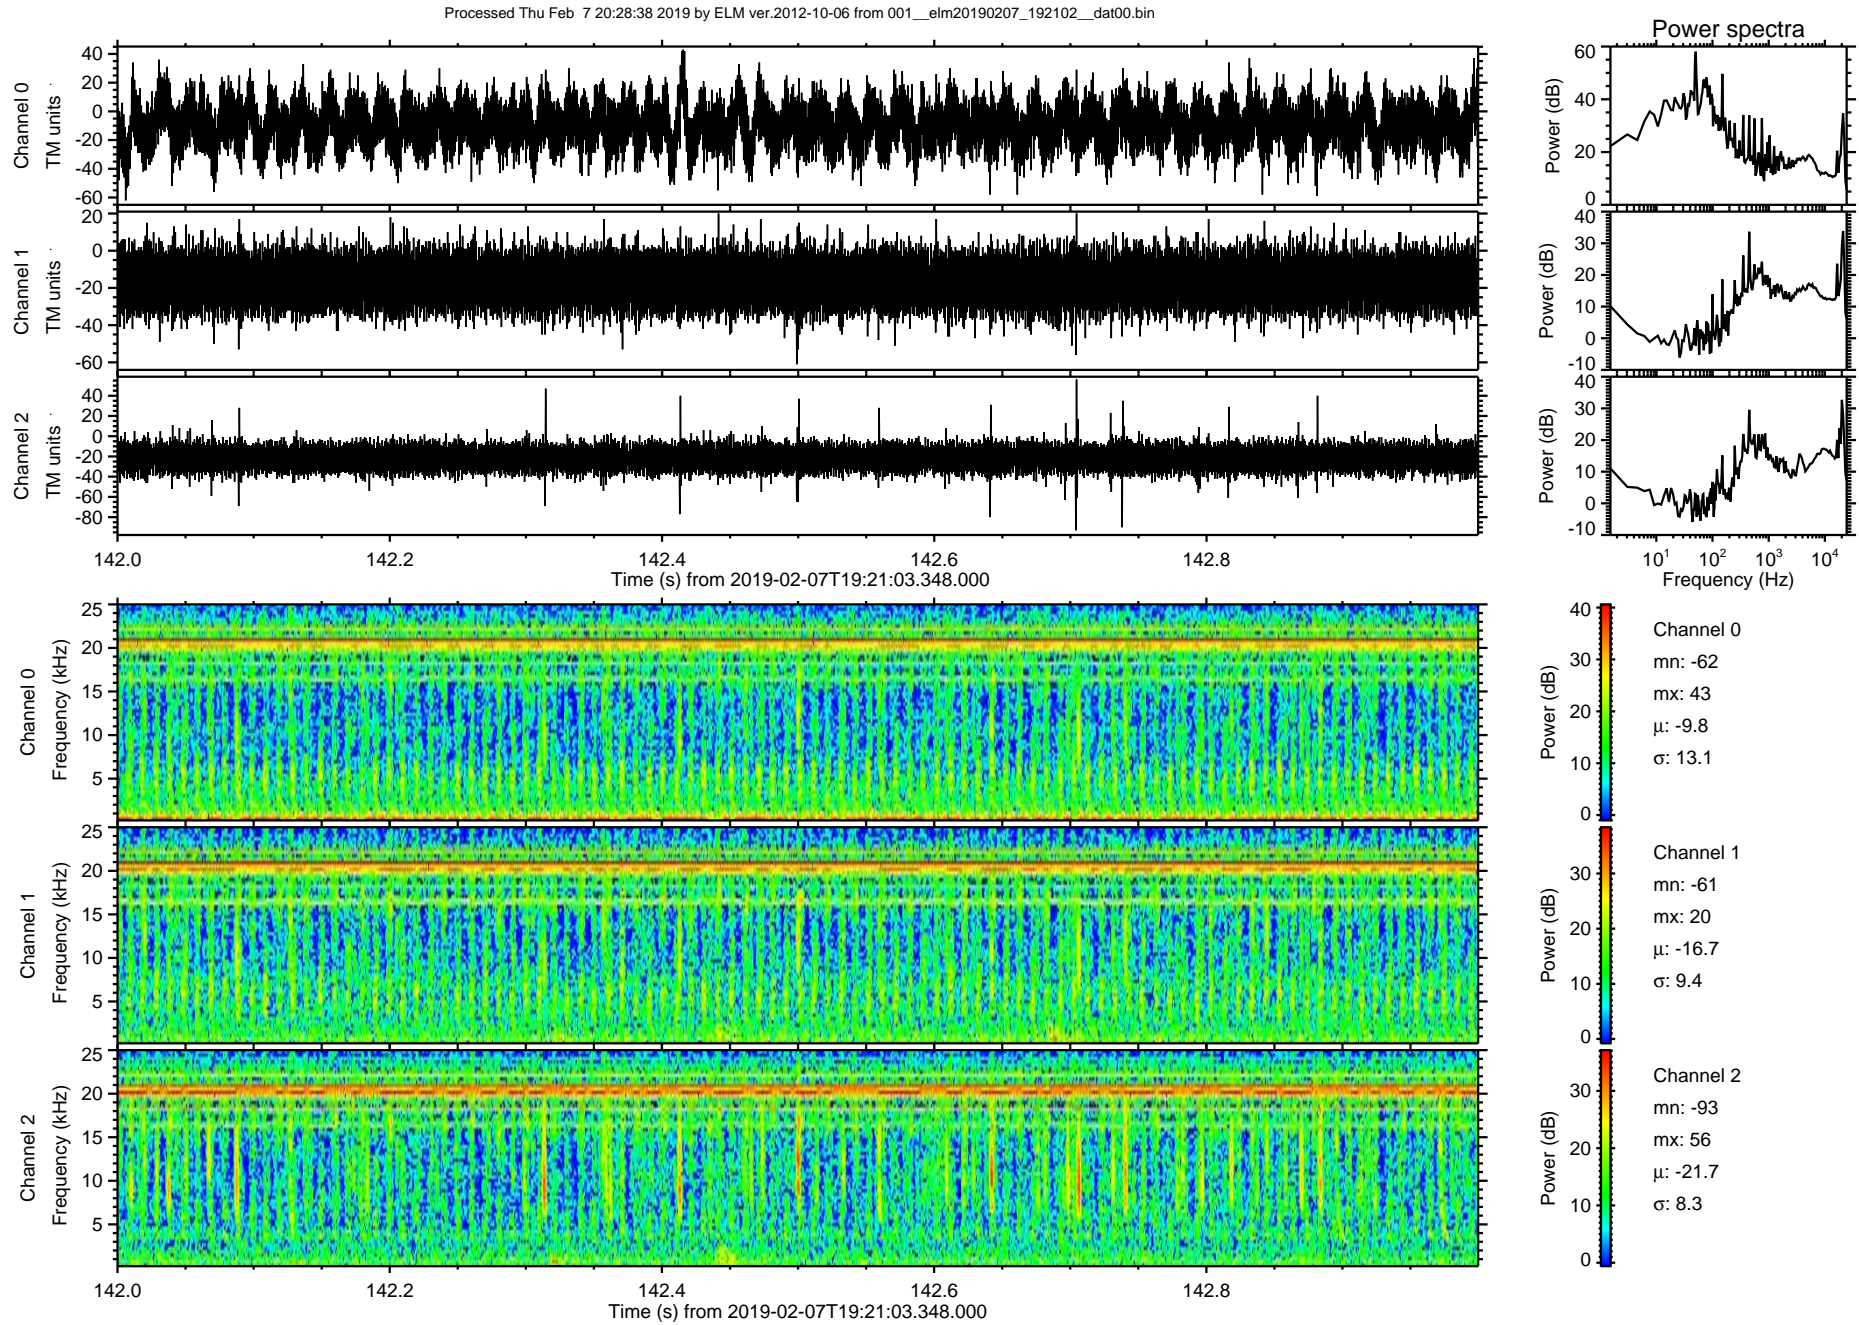 Processed Thu Feb  7 20:28:38 2019 by ELM ver.2012-10-06 from 001__elm20190207_192102__dat00.bin
Power spectra
Channel 0
TM units
40
20
0
-20
-40
-60
Power (dB)
60
40
20
0
Channel 1
TM units
20
0
-20
-40
-60
Power (dB)
40
30
20
10
0
-10
Channel 2
TM units
40
20
0
-20
-40
-60
-80
Power (dB)
40
30
20
10
0
-10
142.0 142.2 142.4 142.6 142.8
Time (s) from 2019-02-07T19:21:03.348.000
10^1 10^2 10^3 10^4
Frequency (Hz)
Channel 0
Frequency (kHz)
25
20
15
10
5
Power (dB)
40
30
20
10
0
Channel 0
mn: -62
mx: 43
μ: -9.8
σ: 13.1
Channel 1
Frequency (kHz)
25
20
15
10
5
Power (dB)
30
20
10
0
Channel 1
mn: -61
mx: 20
μ: -16.7
σ: 9.4
Channel 2
Frequency (kHz)
25
20
15
10
5
Power (dB)
30
20
10
0
Channel 2
mn: -93
mx: 56
μ: -21.7
σ: 8.3
142.0 142.2 142.4 142.6 142.8
Time (s) from 2019-02-07T19:21:03.348.000